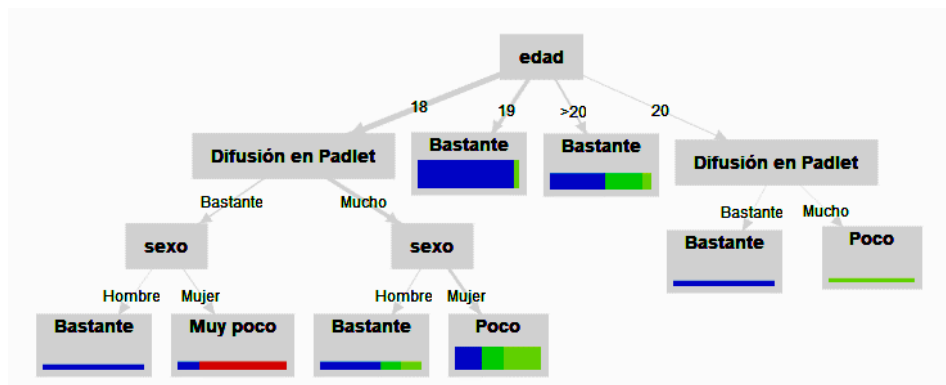 edad
18
19
>20
20
Difusión en Padlet
Bastante
Bastante
Difusión en Padlet
Bastante
Mucho
Bastante
Mucho
sexo
sexo
Bastante
Poco
Hombre
Mujer
Hombre
Mujer
Bastante
Muy poco
Bastante
Poco